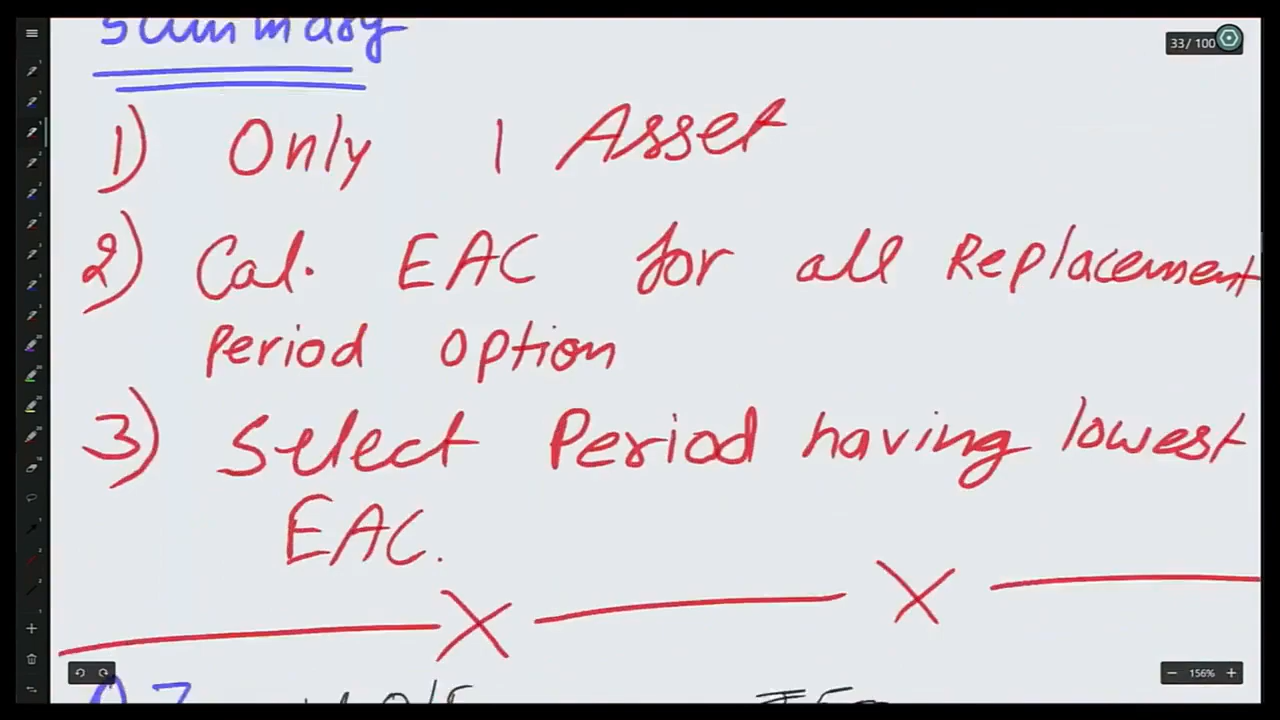 Summary
33/100
1) Only 1 Asset
2) Cal. EAC for all Replacement
Period option
3) Select Period having lowest
EAC.
156%